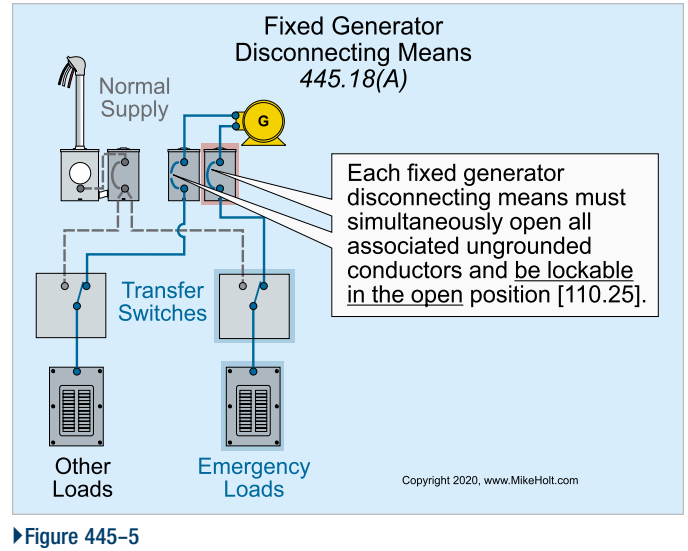 Fixed Generator
Disconnecting Means
445.18(A)
Normal
Supply
G
Each fixed generator
disconnecting means must
simultaneously open all
associated ungrounded
conductors and be lockable
in the open position [110.25].
Transfer
Switches
Other
Loads
Emergency
Loads
Copyright 2020, www.MikeHolt.com
Figure 445–5